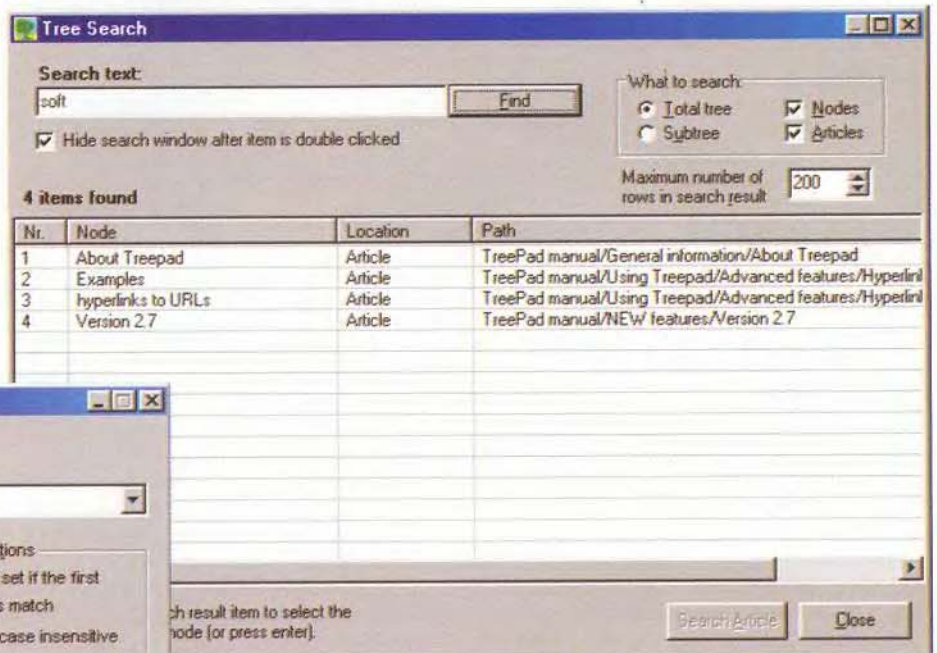 Tree Search
Search text:
soft
Find
Hide search window after item is double clicked
What to search:
Total tree
Nodes
Subtree
Articles
Maximum number of
rows in search result
200
4 items found
Nr. Node Location Path
1 About Treepad Article TreePad manual/General information/About Treepad
2 Examples Article TreePad manual/Using Treepad/Advanced features/Hyperlin
3 hyperlinks to URLs Article TreePad manual/Using Treepad/Advanced features/Hyperlin
4 Version 2.7 Article TreePad manual/NEW features/Version 2.7
tions
set if the first
s match
case insensitive
ch result item to select the
node (or press enter).
Search Article
Close